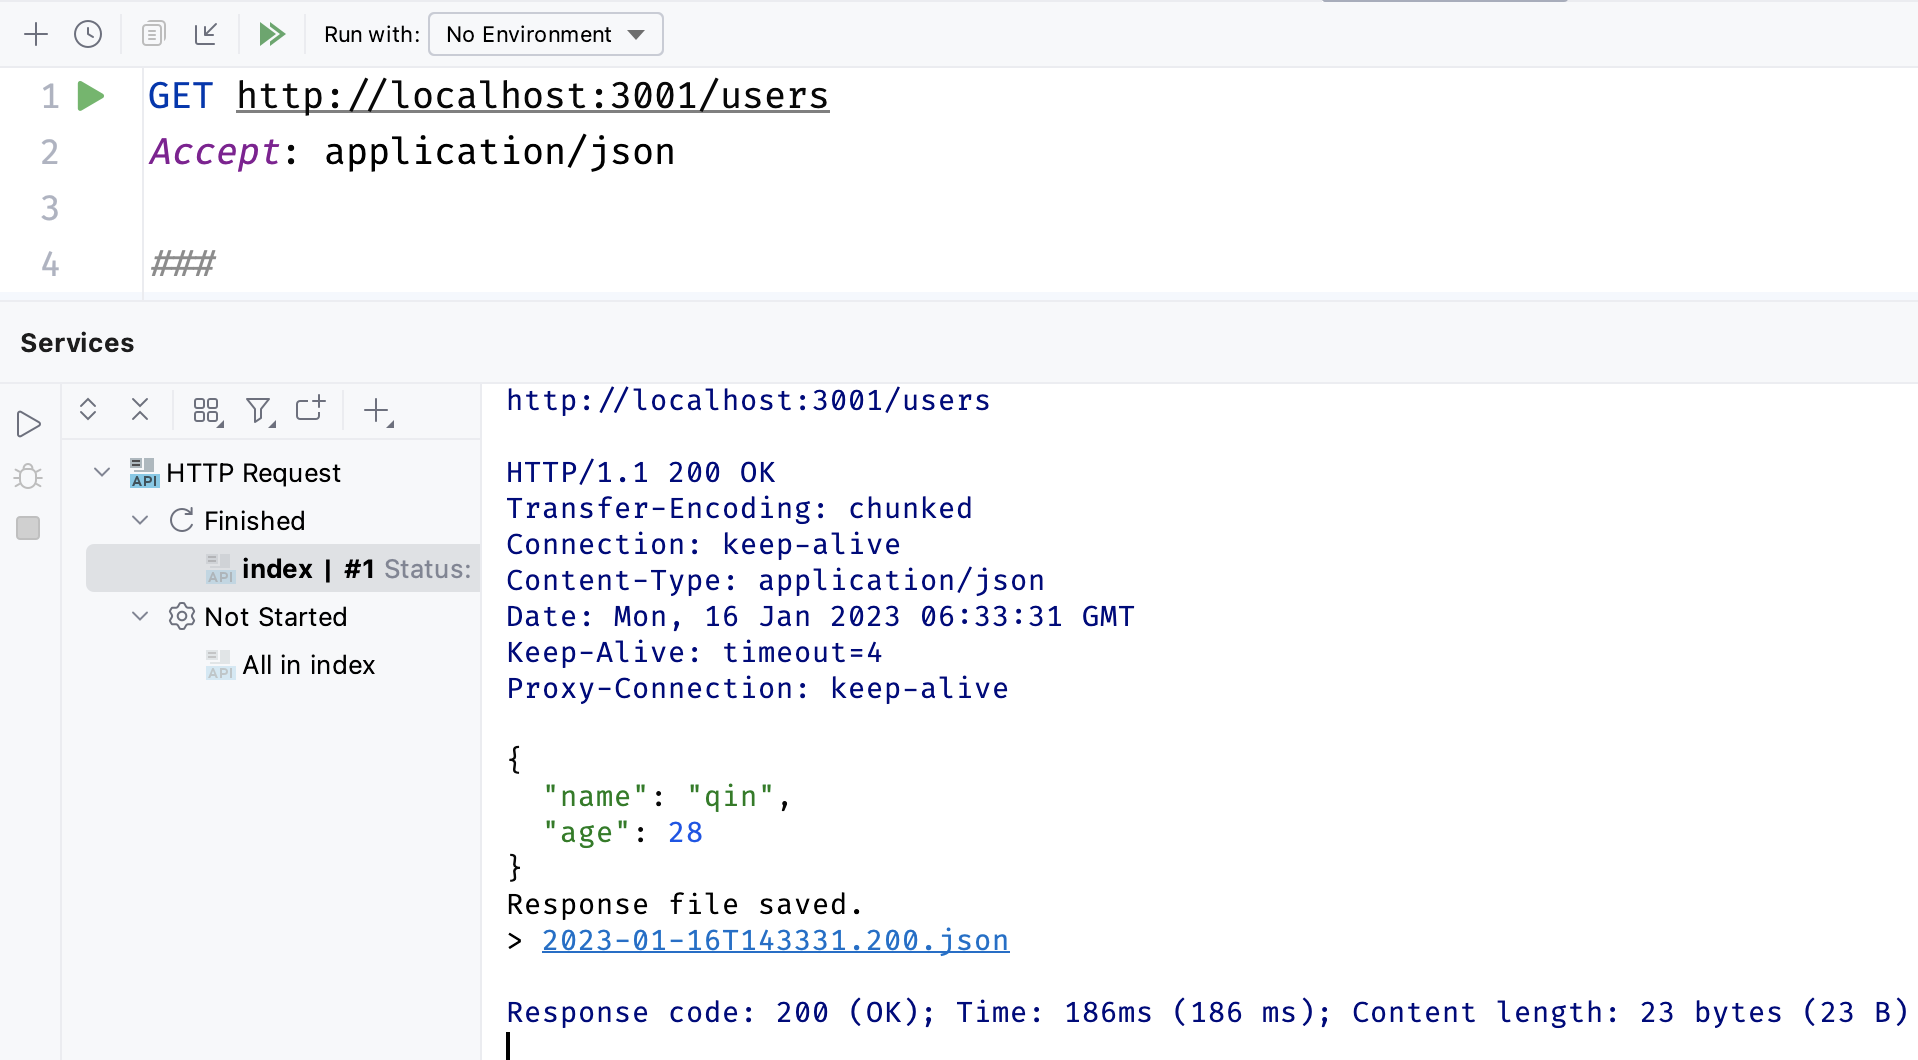 Run with: No Environment
1 GET http://localhost:3001/users
2 Accept: application/json
3
4 ###
Services
API HTTP Request
Finished
API index | #1 Status:
Not Started
API All in index
http://localhost:3001/users
HTTP/1.1 200 OK
Transfer-Encoding: chunked
Connection: keep-alive
Content-Type: application/json
Date: Mon, 16 Jan 2023 06:33:31 GMT
Keep-Alive: timeout=4
Proxy-Connection: keep-alive
{
"name": "qin",
"age": 28
}
Response file saved.
> 2023-01-16T143331.200.json
Response code: 200 (OK); Time: 186ms (186 ms); Content length: 23 bytes (23 B)